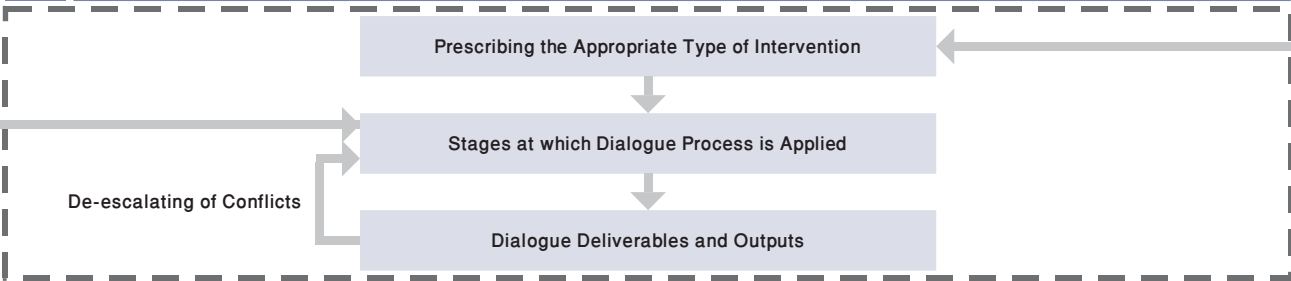 Prescribing the Appropriate Type of Intervention
Stages at which Dialogue Process is Applied
De-escalating of Conflicts
Dialogue Deliverables and Outputs